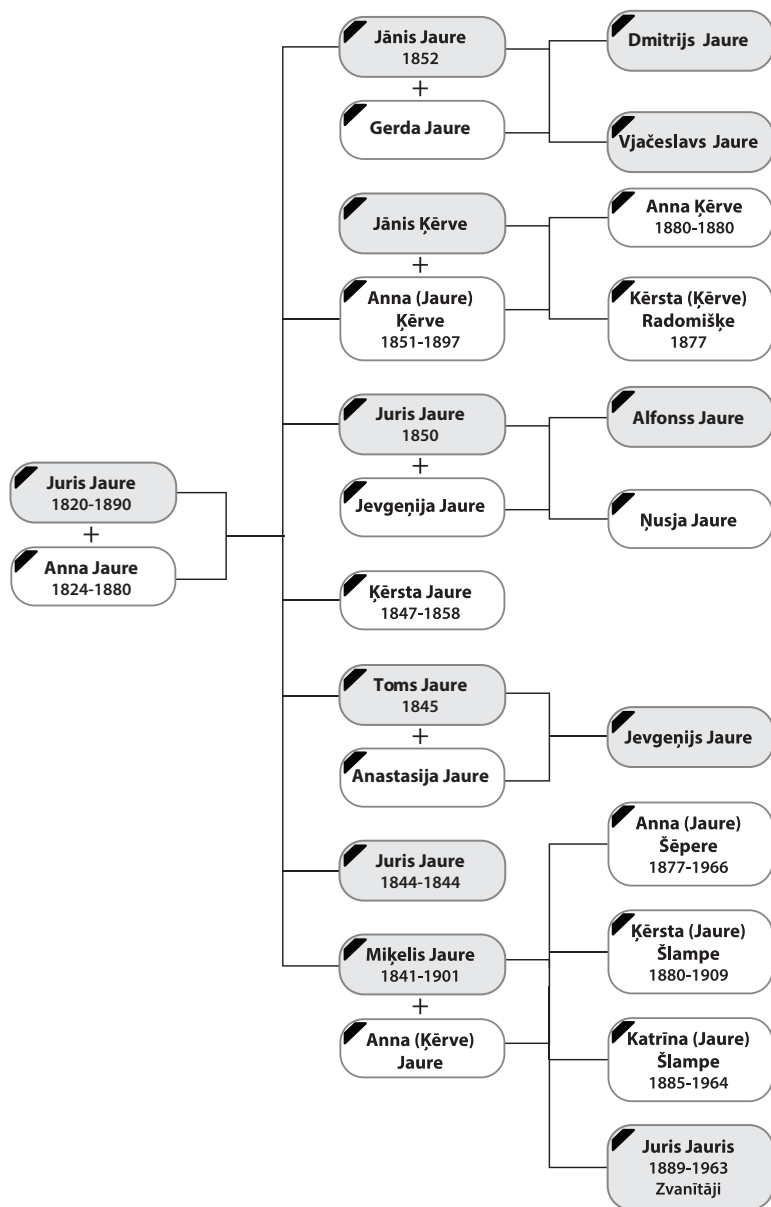 Juris Jaure
1820-1890
+
Anna Jaure
1824-1880
Jānis Jaure
1852
+
Gerda Jaure
Jānis Ķērve
+
Anna (Jaure)
Ķērve
1851-1897
Juris Jaure
1850
+
Jevgeņija Jaure
Ķērsta Jaure
1847-1858
Toms Jaure
1845
+
Anastasija Jaure
Juris Jaure
1844-1844
Miķelis Jaure
1841-1901
+
Anna (Ķērve)
Jaure
Dmitrijs Jaure
Vjačeslavs Jaure
Anna Ķērve
1880-1880
Kērsta (Ķērve)
Radomišķe
1877
Alfonss Jaure
Ņusja Jaure
Jevgeņijs Jaure
Anna (Jaure)
Šēpere
1877-1966
Ķērsta (Jaure)
Šlampe
1880-1909
Katrīna (Jaure)
Šlampe
1885-1964
Juris Jauris
1889-1963
Zvanītāji